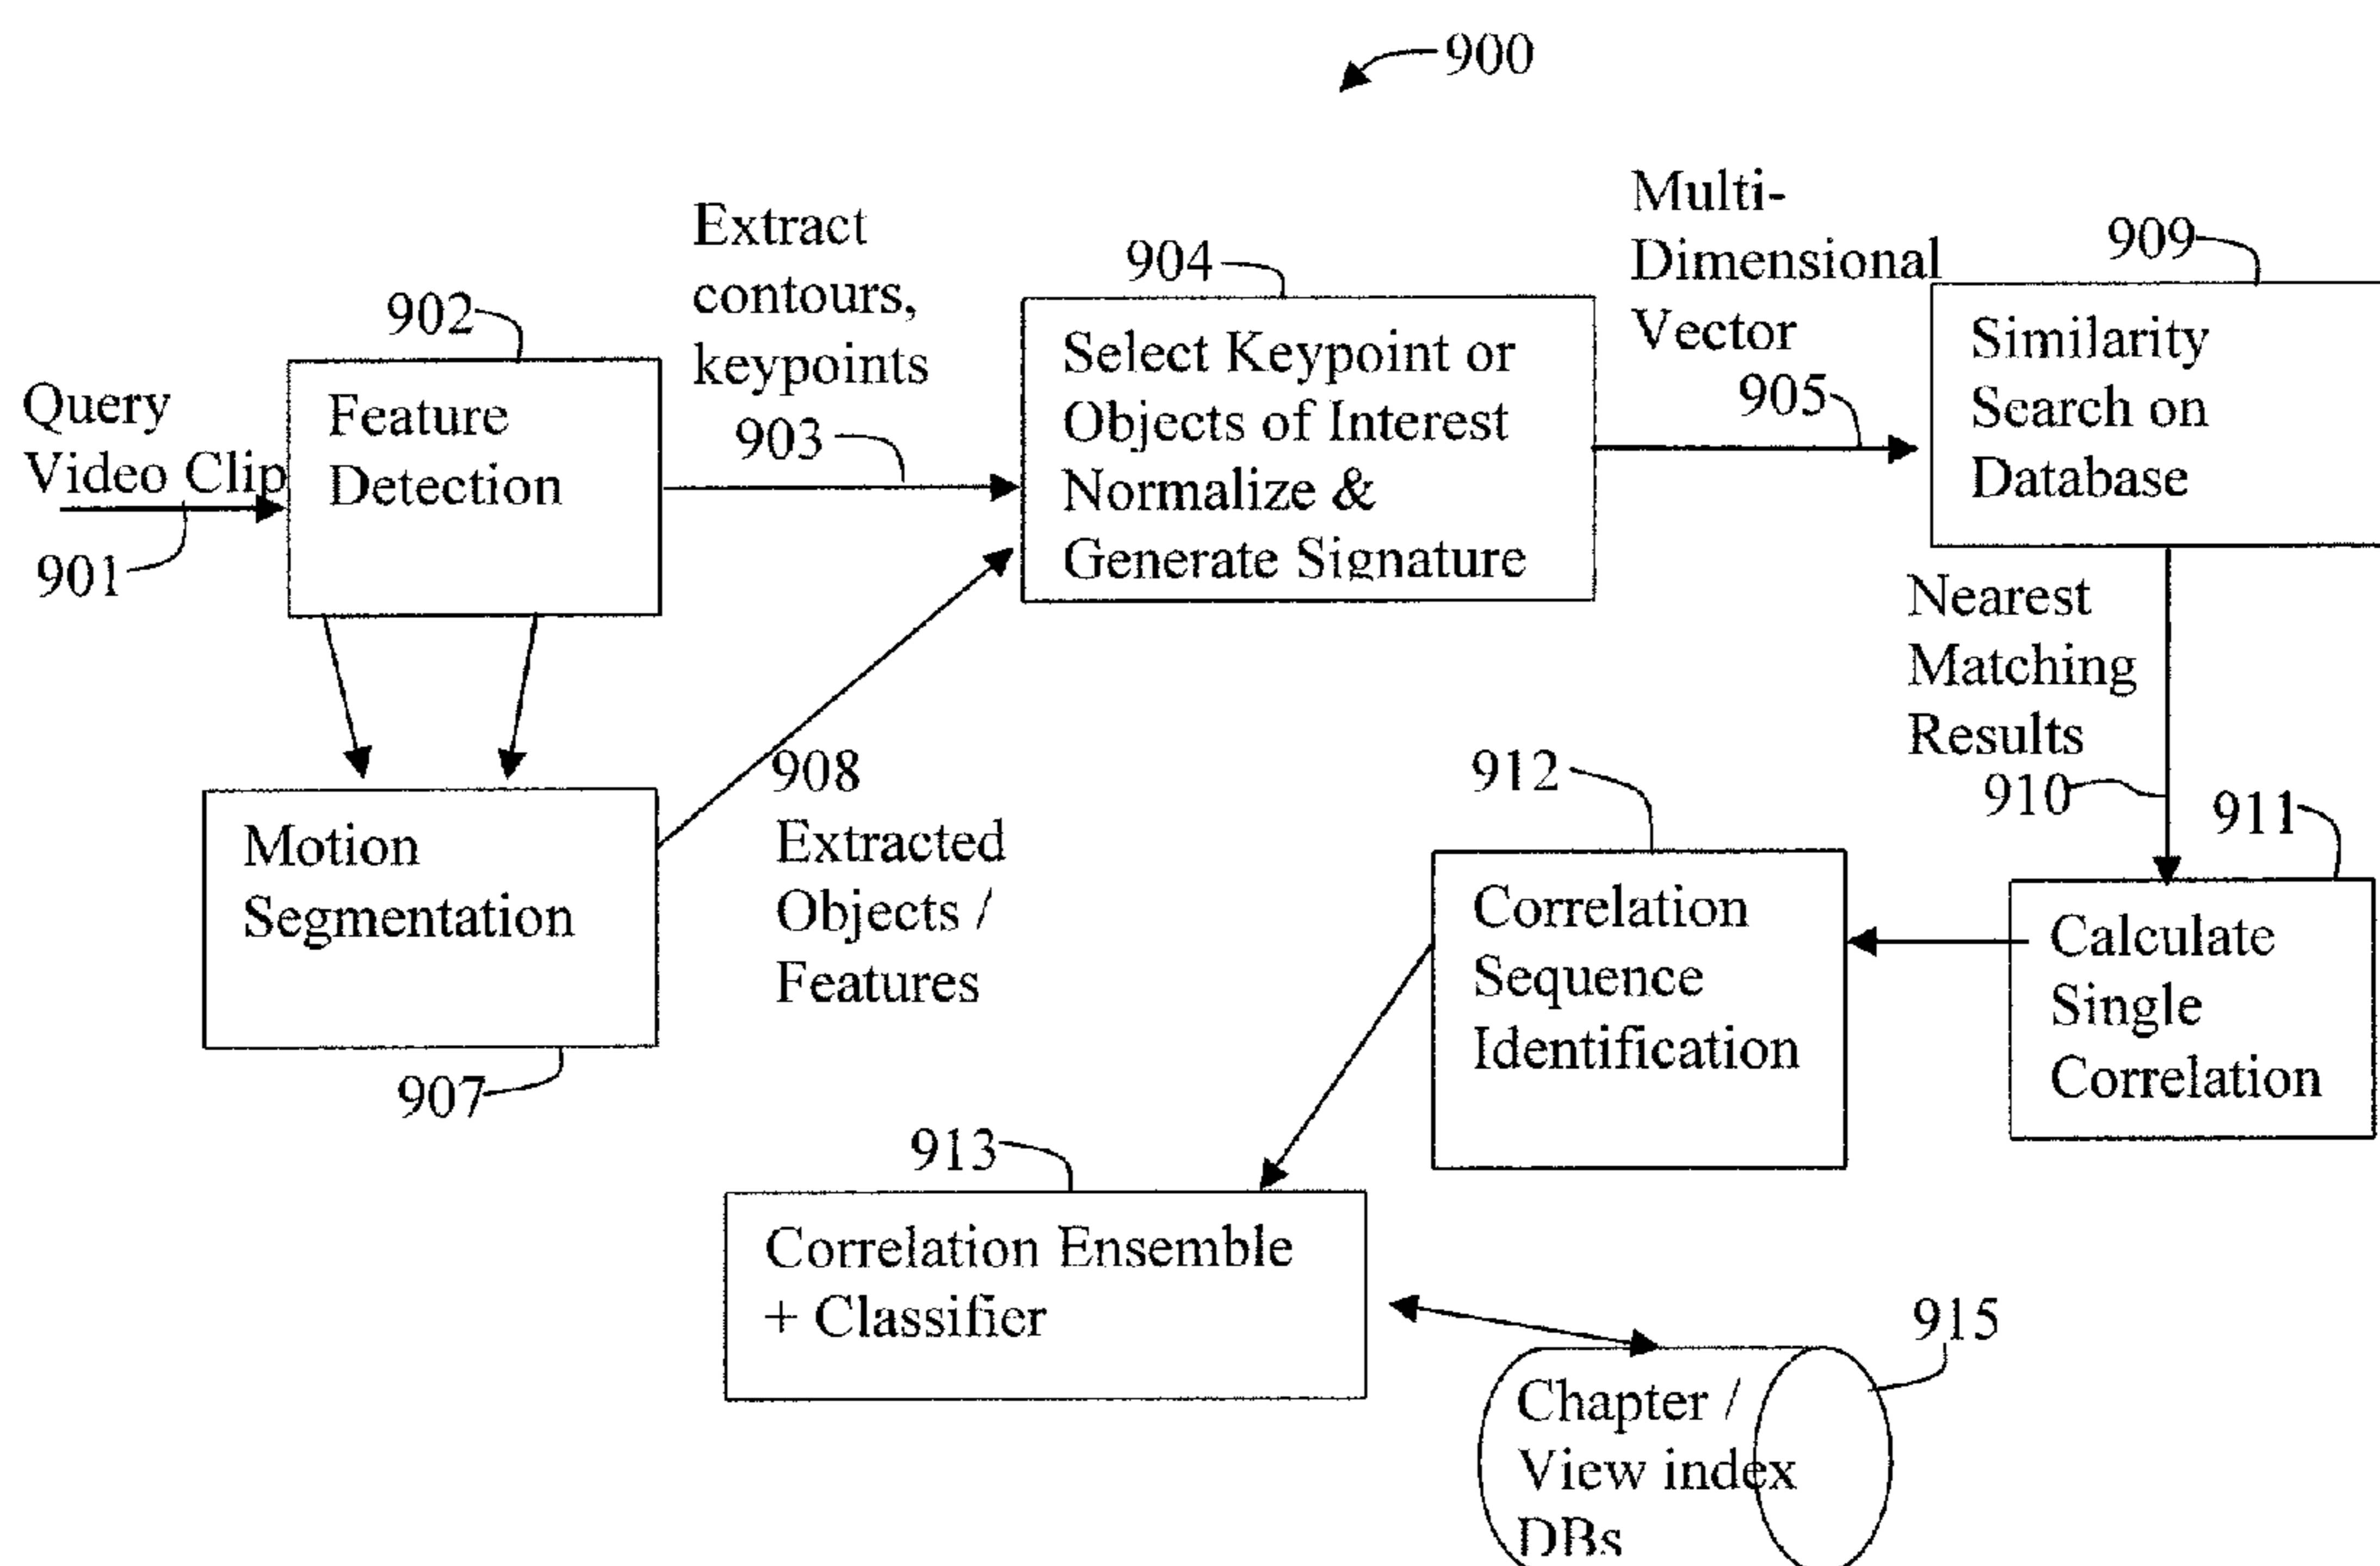 900
Query
Video Clip
901
902
Feature
Detection
Extract
contours,
keypoints
903
904
Select Keypoint or
Objects of Interest
Normalize &
Generate Signature
Multi-
Dimensional
Vector
905
909
Similarity
Search on
Database
Nearest
Matching
Results
910
911
Calculate
Single
Correlation
912
Correlation
Sequence
Identification
908
Extracted
Objects /
Features
Motion
Segmentation
907
913
Correlation Ensemble
+ Classifier
915
Chapter /
View index
DBs